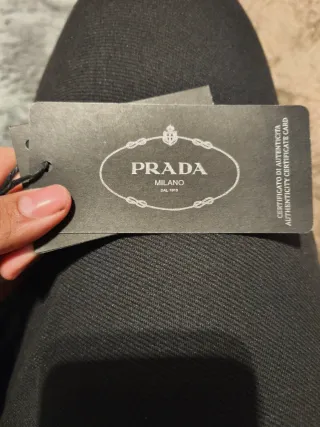 PRADA
MILANO
DAL 1913
CERTIFICATO DI AUTENTICITÀ
AUTHENTICITY CERTIFICATE CARD